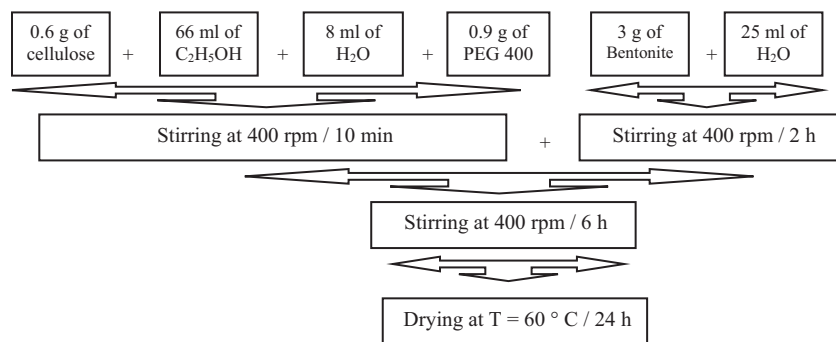 0.6 g of
cellulose
+
66 ml of
C₂H₅OH
+
8 ml of
H₂O
+
0.9 g of
PEG 400
3 g of
Bentonite
+
25 ml of
H₂O
Stirring at 400 rpm / 10 min
+
Stirring at 400 rpm / 2 h
Stirring at 400 rpm / 6 h
Drying at T = 60 ° C / 24 h